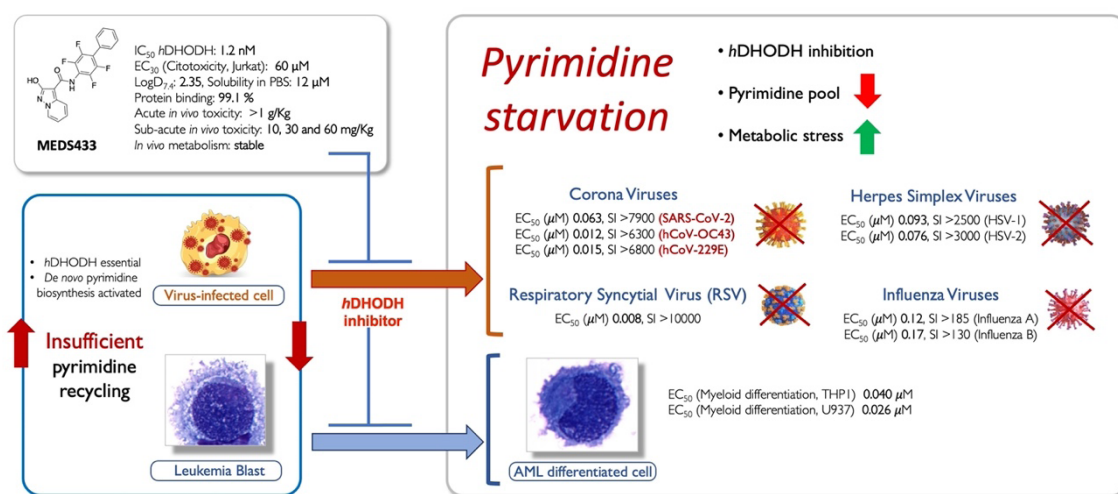 IC50 hDHODH: 1.2 nM
EC30 (Citotoxicity, Jurkat): 60 μM
LogD7.4: 2.35, Solubility in PBS: 12 μM
Protein binding: 99.1 %
Acute in vivo toxicity: >1 g/Kg
Sub-acute in vivo toxicity: 10, 30 and 60 mg/Kg
In vivo metabolism: stable
F
F
F
F
O
NH
HO
N
N
MEDS433
Pyrimidine
starvation
• hDHODH inhibition
• Pyrimidine pool
• Metabolic stress
• hDHODH essential
• De novo pyrimidine
biosynthesis activated
Virus-infected cell
Insufficient
pyrimidine
recycling
Leukemia Blast
hDHODH
inhibitor
Corona Viruses
EC50 (μM) 0.063, SI >7900 (SARS-CoV-2)
EC50 (μM) 0.012, SI >6300 (hCoV-OC43)
EC50 (μM) 0.015, SI >6800 (hCoV-229E)
Herpes Simplex Viruses
EC50 (μM) 0.093, SI >2500 (HSV-1)
EC50 (μM) 0.076, SI >3000 (HSV-2)
Respiratory Syncytial Virus (RSV)
EC50 (μM) 0.008, SI >10000
Influenza Viruses
EC50 (μM) 0.12, SI >185 (Influenza A)
EC50 (μM) 0.17, SI >130 (Influenza B)
EC50 (Myeloid differentiation, THP1) 0.040 μM
EC50 (Myeloid differentiation, U937) 0.026 μM
AML differentiated cell